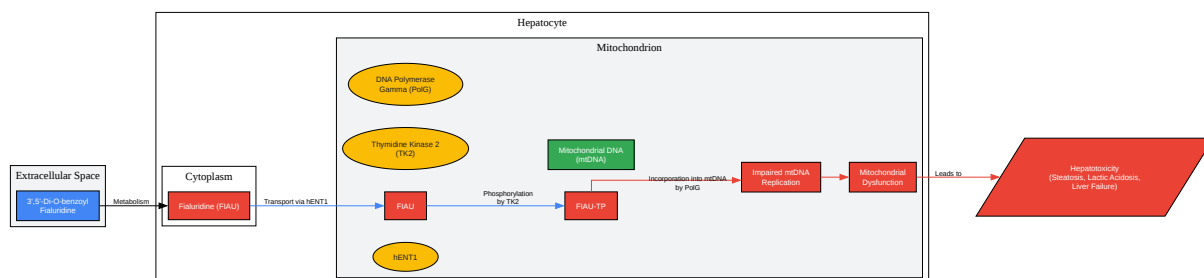 Hepatocyte
Mitochondrion
DNA Polymerase
Gamma (PolG)
Thymidine Kinase 2
(TK2)
Mitochondrial DNA
(mtDNA)
Extracellular Space
3',5'-Di-O-benzoyl
Fialuridine
Metabolism
Cytoplasm
Fialuridine (FIAU)
Transport via hENT1
FIAU
Phosphorylation
by TK2
FIAU-TP
Incorporation into mtDNA
by PolG
Impaired mtDNA
Replication
Mitochondrial
Dysfunction
Leads to
Hepatotoxicity
(Steatosis, Lactic Acidosis,
Liver Failure)
hENT1